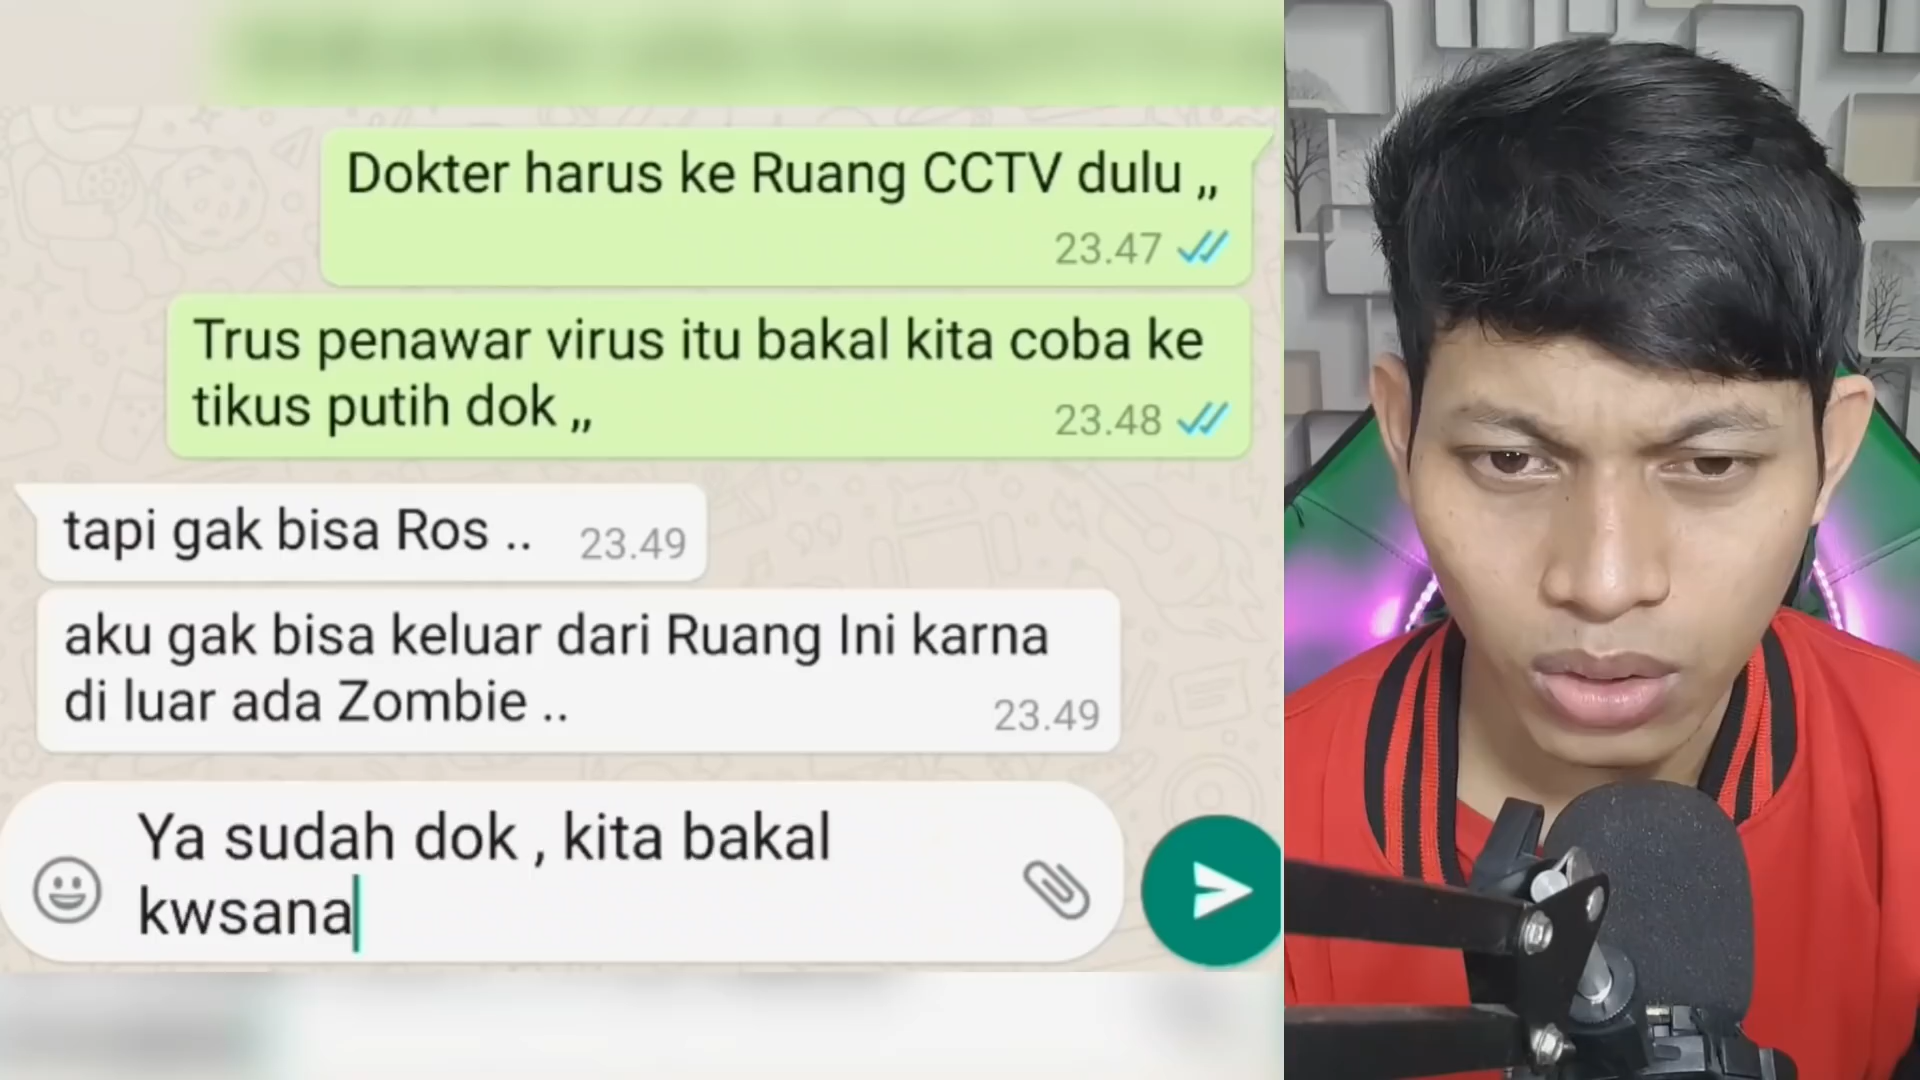 Dokter harus ke Ruang CCTV dulu ,,
23.47
Trus penawar virus itu bakal kita coba ke
tikus putih dok ,,
23.48
tapi gak bisa Ros ..
23.49
aku gak bisa keluar dari Ruang Ini karna
di luar ada Zombie ..
23.49
Ya sudah dok , kita bakal
kwsana